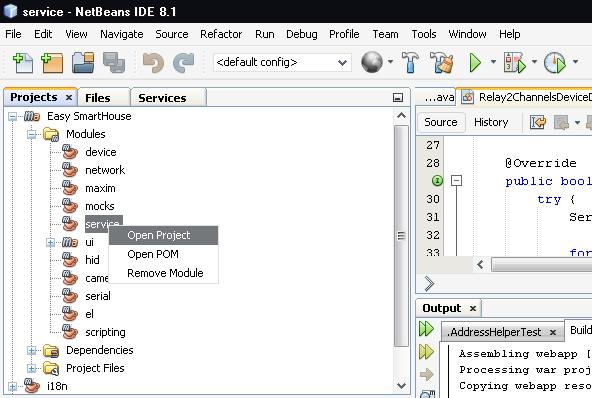 service - NetBeans IDE 8.1
File Edit View Navigate Source Refactor Run Debug Profile Team Tools Window Help
<default config>
Projects × Files Services
Easy SmartHouse
Modules
device
network
maxim
mocks
service
Open Project
ui
Open POM
hid
Remove Module
came
serial
el
scripting
Dependencies
Project Files
i18n
...ava Relay2ChannelsDeviceD
Source History
27
28 @Override
29 public bool
30 try {
31 Ser
32
33 for
Output ×
.AddressHelperTest × Build
Assembling webapp [
Processing war proj
Copying webapp reso